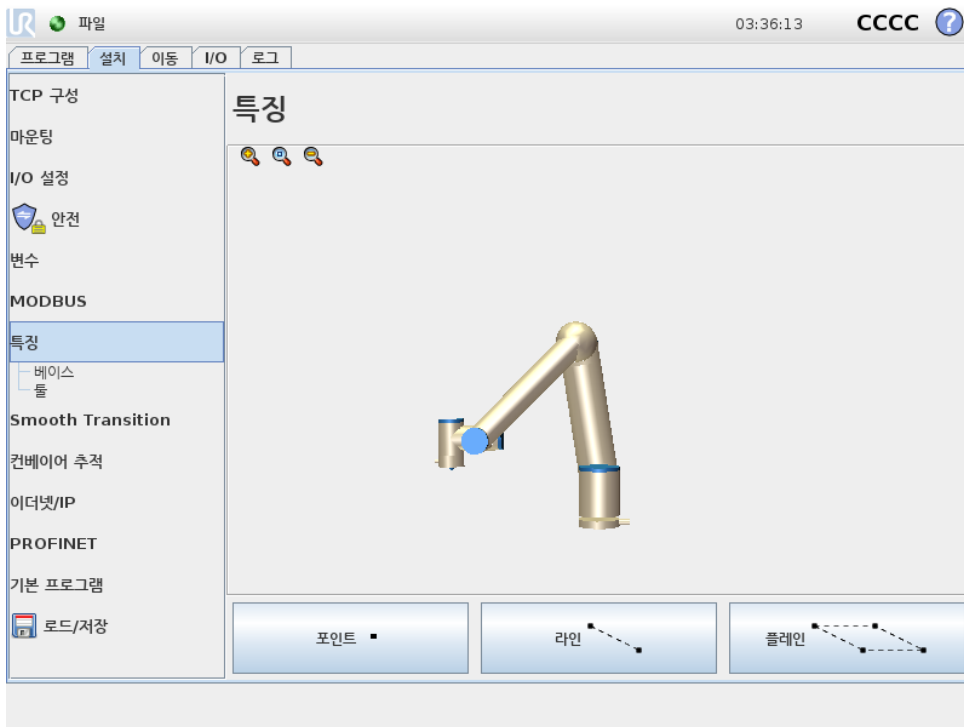 UR 파일 03:36:13 CCCC ?
프로그램 설치 이동 I/O 로그
TCP 구성
마운팅
I/O 설정
안전
변수
MODBUS
특징
베이스
툴
Smooth Transition
컨베이어 추적
이더넷/IP
PROFINET
기본 프로그램
로드/저장
특징
포인트 라인 플레인